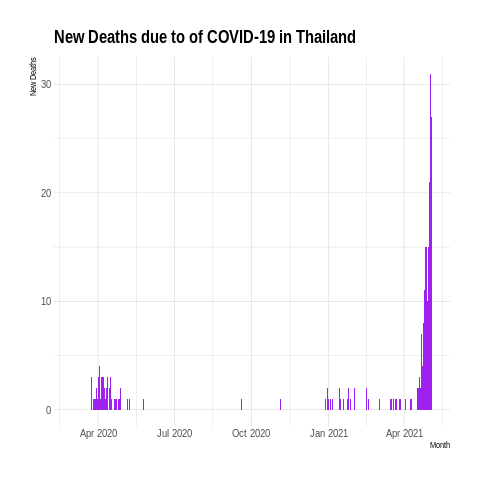 New Deaths due to of COVID-19 in Thailand
New Deaths
30
20
10
0
Apr 2020 Jul 2020 Oct 2020 Jan 2021 Apr 2021
Month